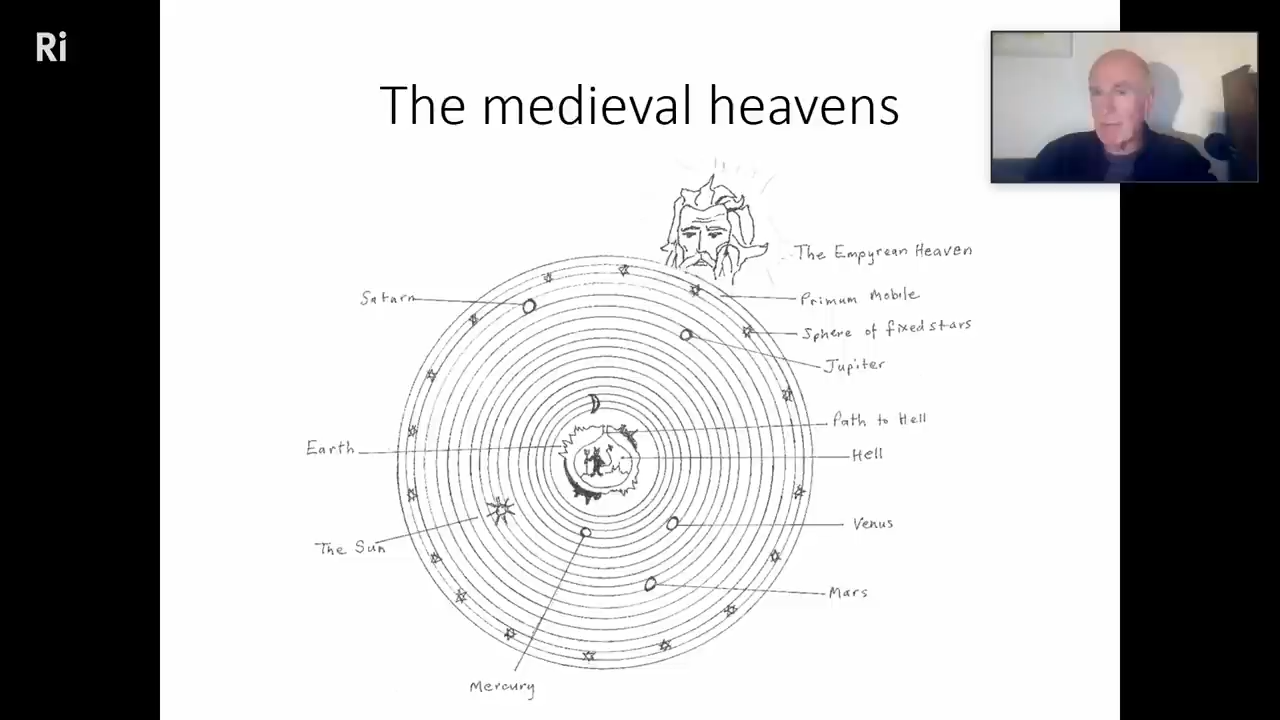 Ri
The medieval heavens
The Empyrean Heaven
Saturn
Primum Mobile
Sphere of fixed stars
Jupiter
Path to Hell
Earth
Hell
Venus
The Sun
Mars
Mercury